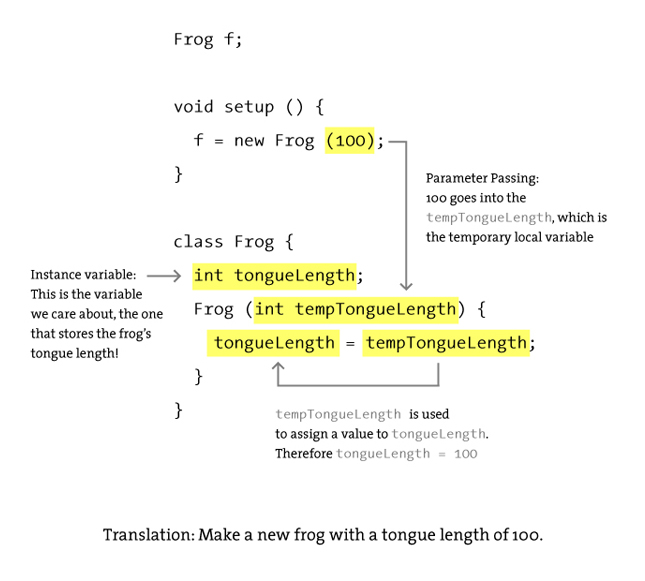 Frog f;
void setup () {
f = new Frog (100);
}
Parameter Passing:
100 goes into the
tempTongueLength, which is
the temporary local variable
class Frog {
Instance variable:
This is the variable
we care about, the one
that stores the frog's
tongue length!
int tongueLength;
Frog (int tempTongueLength) {
tongueLength = tempTongueLength;
}
}
tempTongueLength is used
to assign a value to tongueLength.
Therefore tongueLength = 100
Translation: Make a new frog with a tongue length of 100.